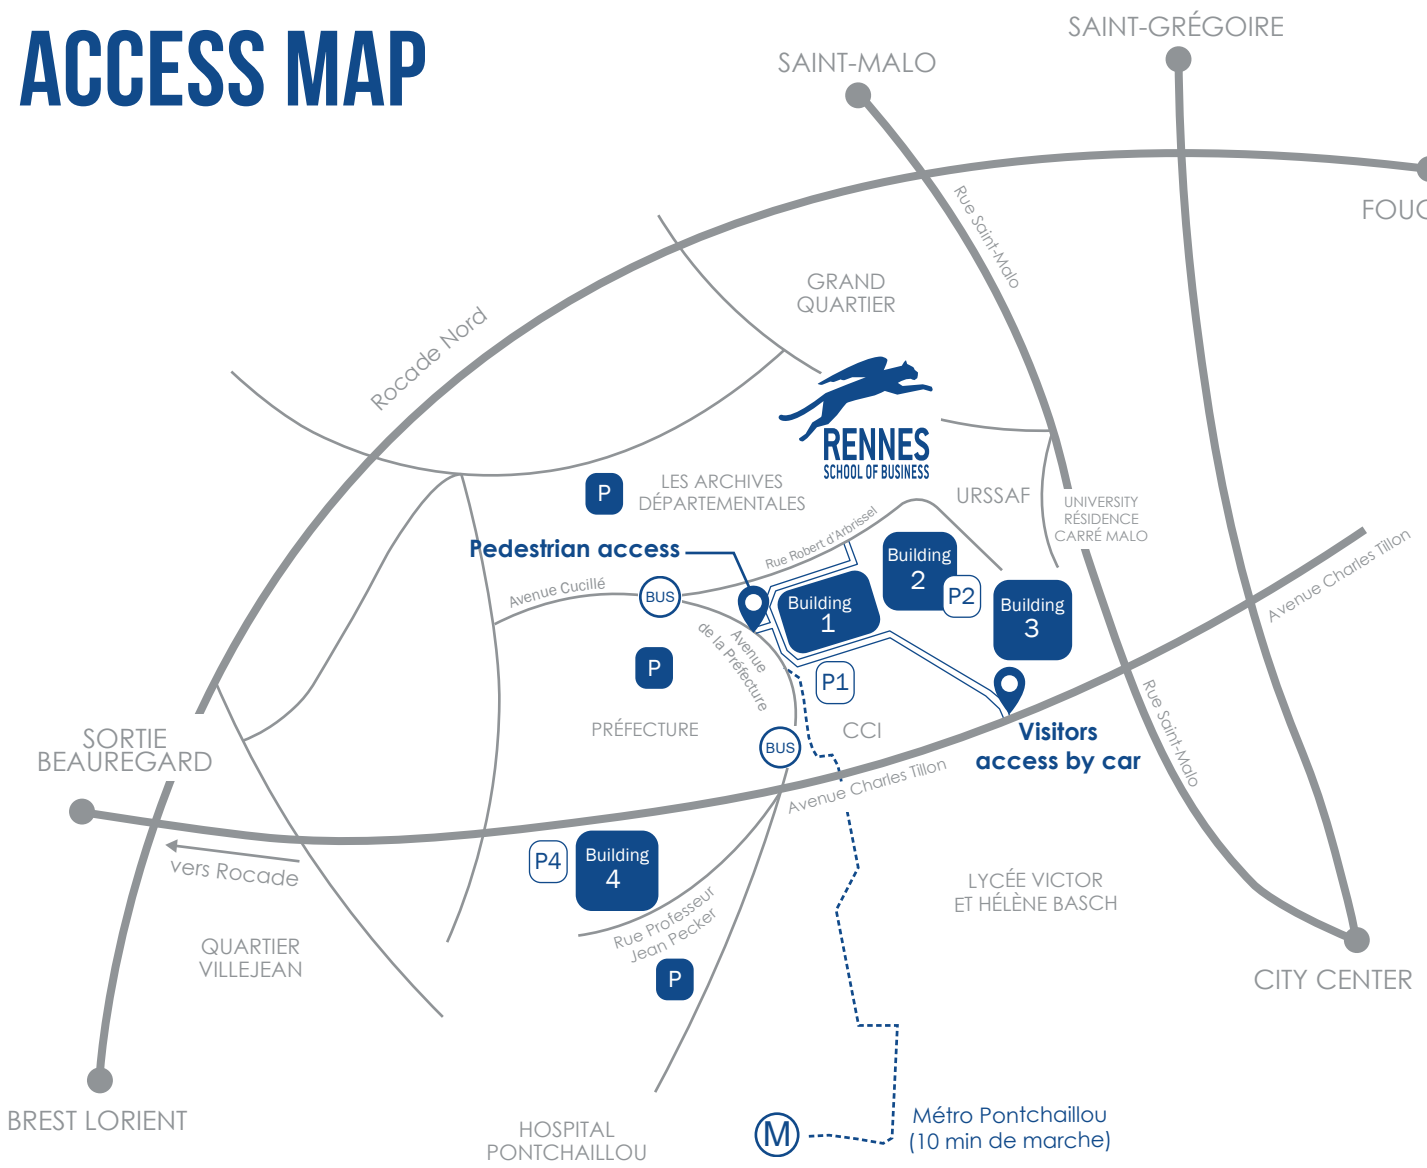 ACCESS MAP
SAINT-GRÉGOIRE
SAINT-MALO
FOUG
Rue Saint-Malo
GRAND
QUARTIER
Rocade Nord
RENNES
SCHOOL OF BUSINESS
LES ARCHIVES
DÉPARTEMENTALES
P
URSSAF
UNIVERSITY
RÉSIDENCE
CARRÉ MALO
Rue Robert d'Arbrissel
Pedestrian access
Avenue Charles Tillon
Building
2
P2
Avenue Cucillé
BUS
Building
1
Building
3
Avenue
de la Préfecture
P
P1
PRÉFECTURE
CCI
BUS
Visitors
access by car
Rue Saint-Malo
SORTIE
BEAUREGARD
Avenue Charles Tillon
vers Rocade
P4
Building
4
LYCÉE VICTOR
ET HÉLÈNE BASCH
Rue Professeur
Jean Pecker
QUARTIER
VILLEJEAN
P
CITY CENTER
BREST LORIENT
HOSPITAL
PONTCHAILLOU
M
Métro Pontchaillou
(10 min de marche)